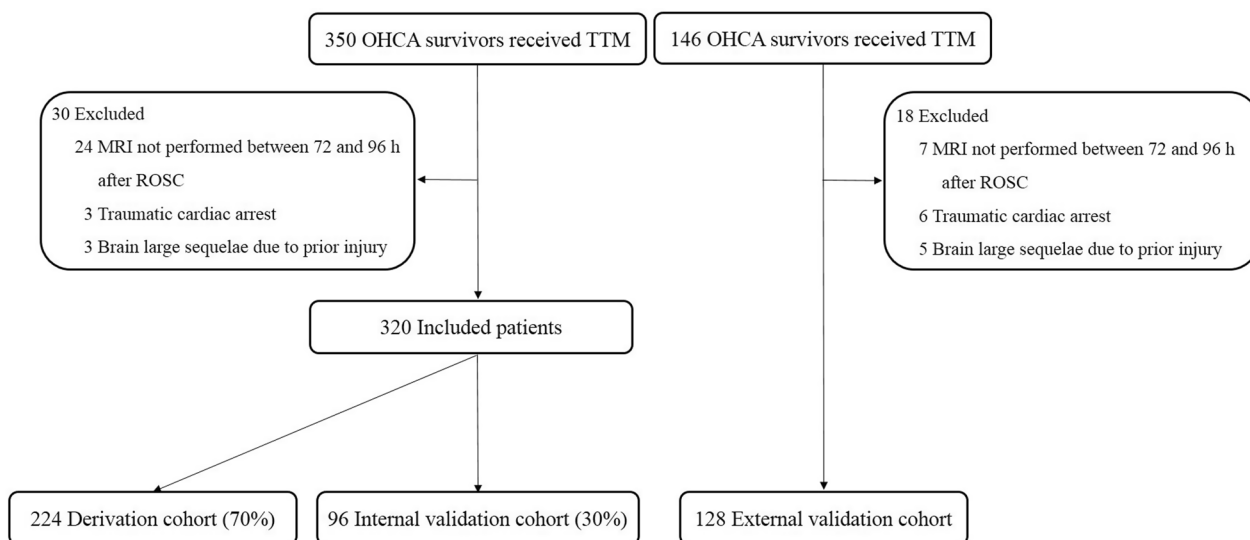 350 OHCA survivors received TTM
146 OHCA survivors received TTM
30 Excluded
24 MRI not performed between 72 and 96 h
after ROSC
3 Traumatic cardiac arrest
3 Brain large sequelae due to prior injury
18 Excluded
7 MRI not performed between 72 and 96 h
after ROSC
6 Traumatic cardiac arrest
5 Brain large sequelae due to prior injury
320 Included patients
224 Derivation cohort (70%)
96 Internal validation cohort (30%)
128 External validation cohort